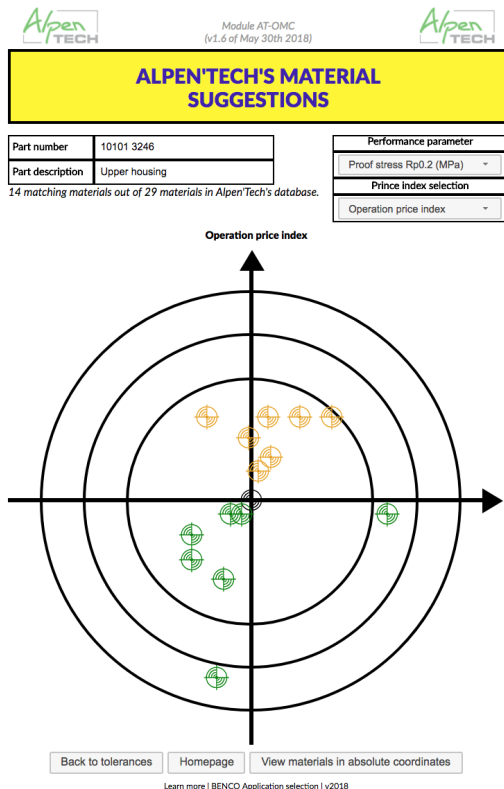 Alpen
TECH
Module AT-OMC
(v1.6 of May 30th 2018)
Alpen
TECH
ALPEN'TECH'S MATERIAL
SUGGESTIONS
Part number 10101 3246
Part description Upper housing
14 matching materials out of 29 materials in Alpen'Tech's database.
Performance parameter
Proof stress Rp0.2 (MPa)
Prince index selection
Operation price index
Operation price index
Back to tolerances Homepage View materials in absolute coordinates
Learn more | BENCO Application selection | v2018